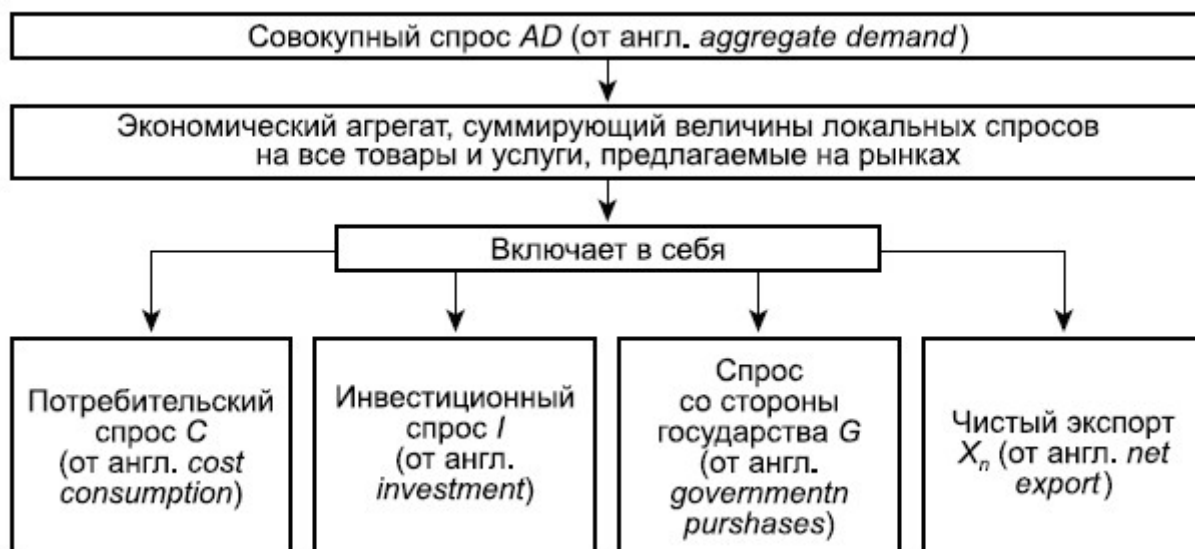 Совокупный спрос AD (от англ. aggregate demand)
Экономический агрегат, суммирующий величины локальных спросов
на все товары и услуги, предлагаемые на рынках
Включает в себя
Потребительский
спрос C
(от англ. cost
consumption)
Инвестиционный
спрос I
(от англ.
investment)
Спрос
со стороны
государства G
(от англ.
governmentn
purshases)
Чистый экспорт
Xn (от англ. net
export)